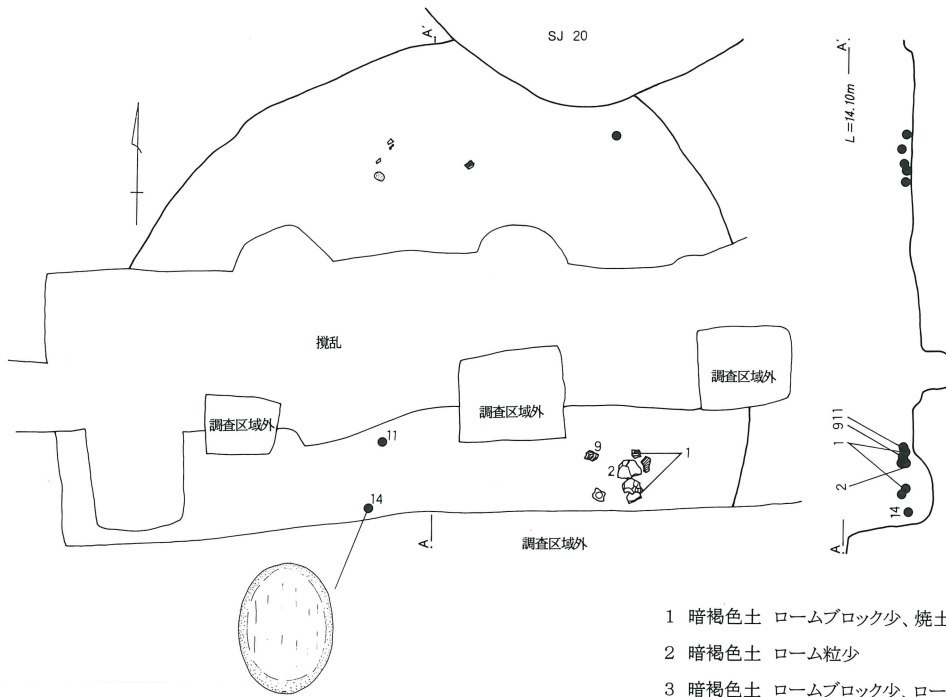 A'
SJ 20
A'
L=14.10m
撹乱
調査区域外
調査区域外
調査区域外
11
9
1
2
14
A
調査区域外
911
1
2
14
A
1 暗褐色土 ロームブロック少、焼土
2 暗褐色土 ローム粒少
3 暗褐色土 ロームブロック少、ロー